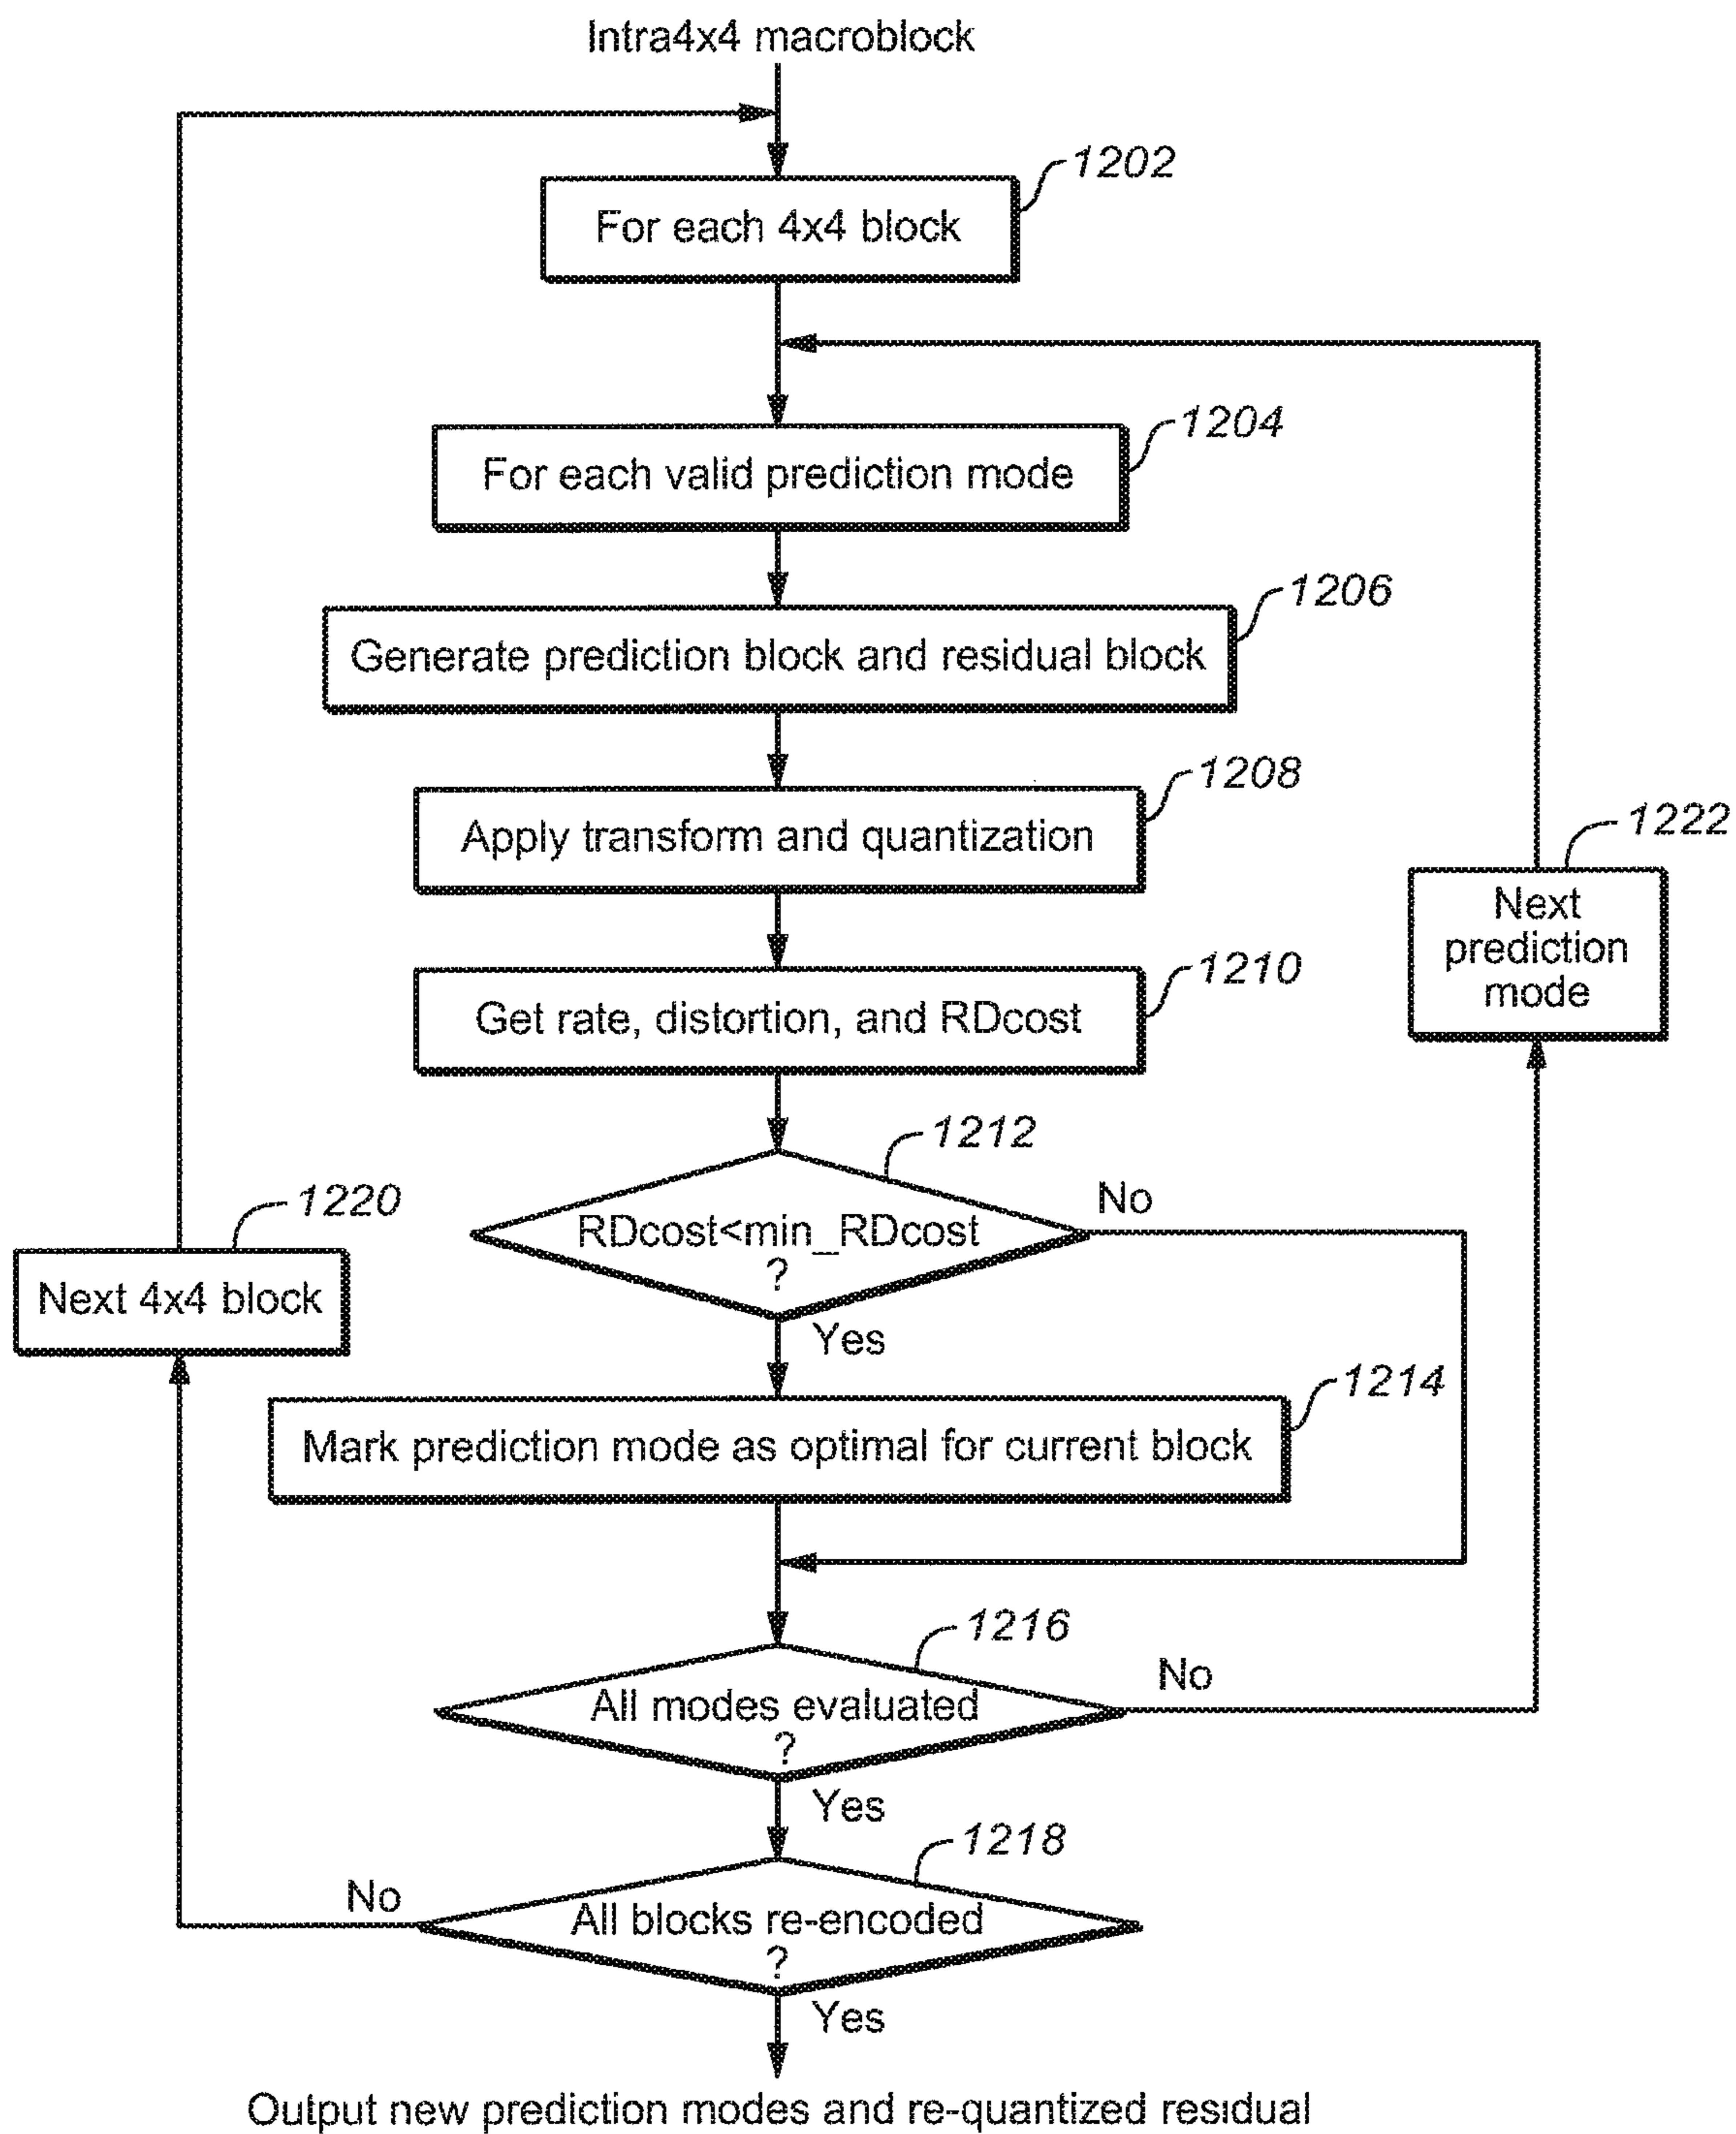 Intra4x4 macroblock
1202
For each 4x4 block
1204
For each valid prediction mode
1206
Generate prediction block and residual block
1208
Apply transform and quantization
1222
Next
prediction
mode
1210
Get rate, distortion, and RDcost
1212
No
RDcost<min_RDcost
?
Yes
1220
Next 4x4 block
1214
Mark prediction mode as optimal for current block
1216
No
All modes evaluated
?
Yes
1218
No
All blocks re-encoded
?
Yes
Output new prediction modes and re-quantized residual